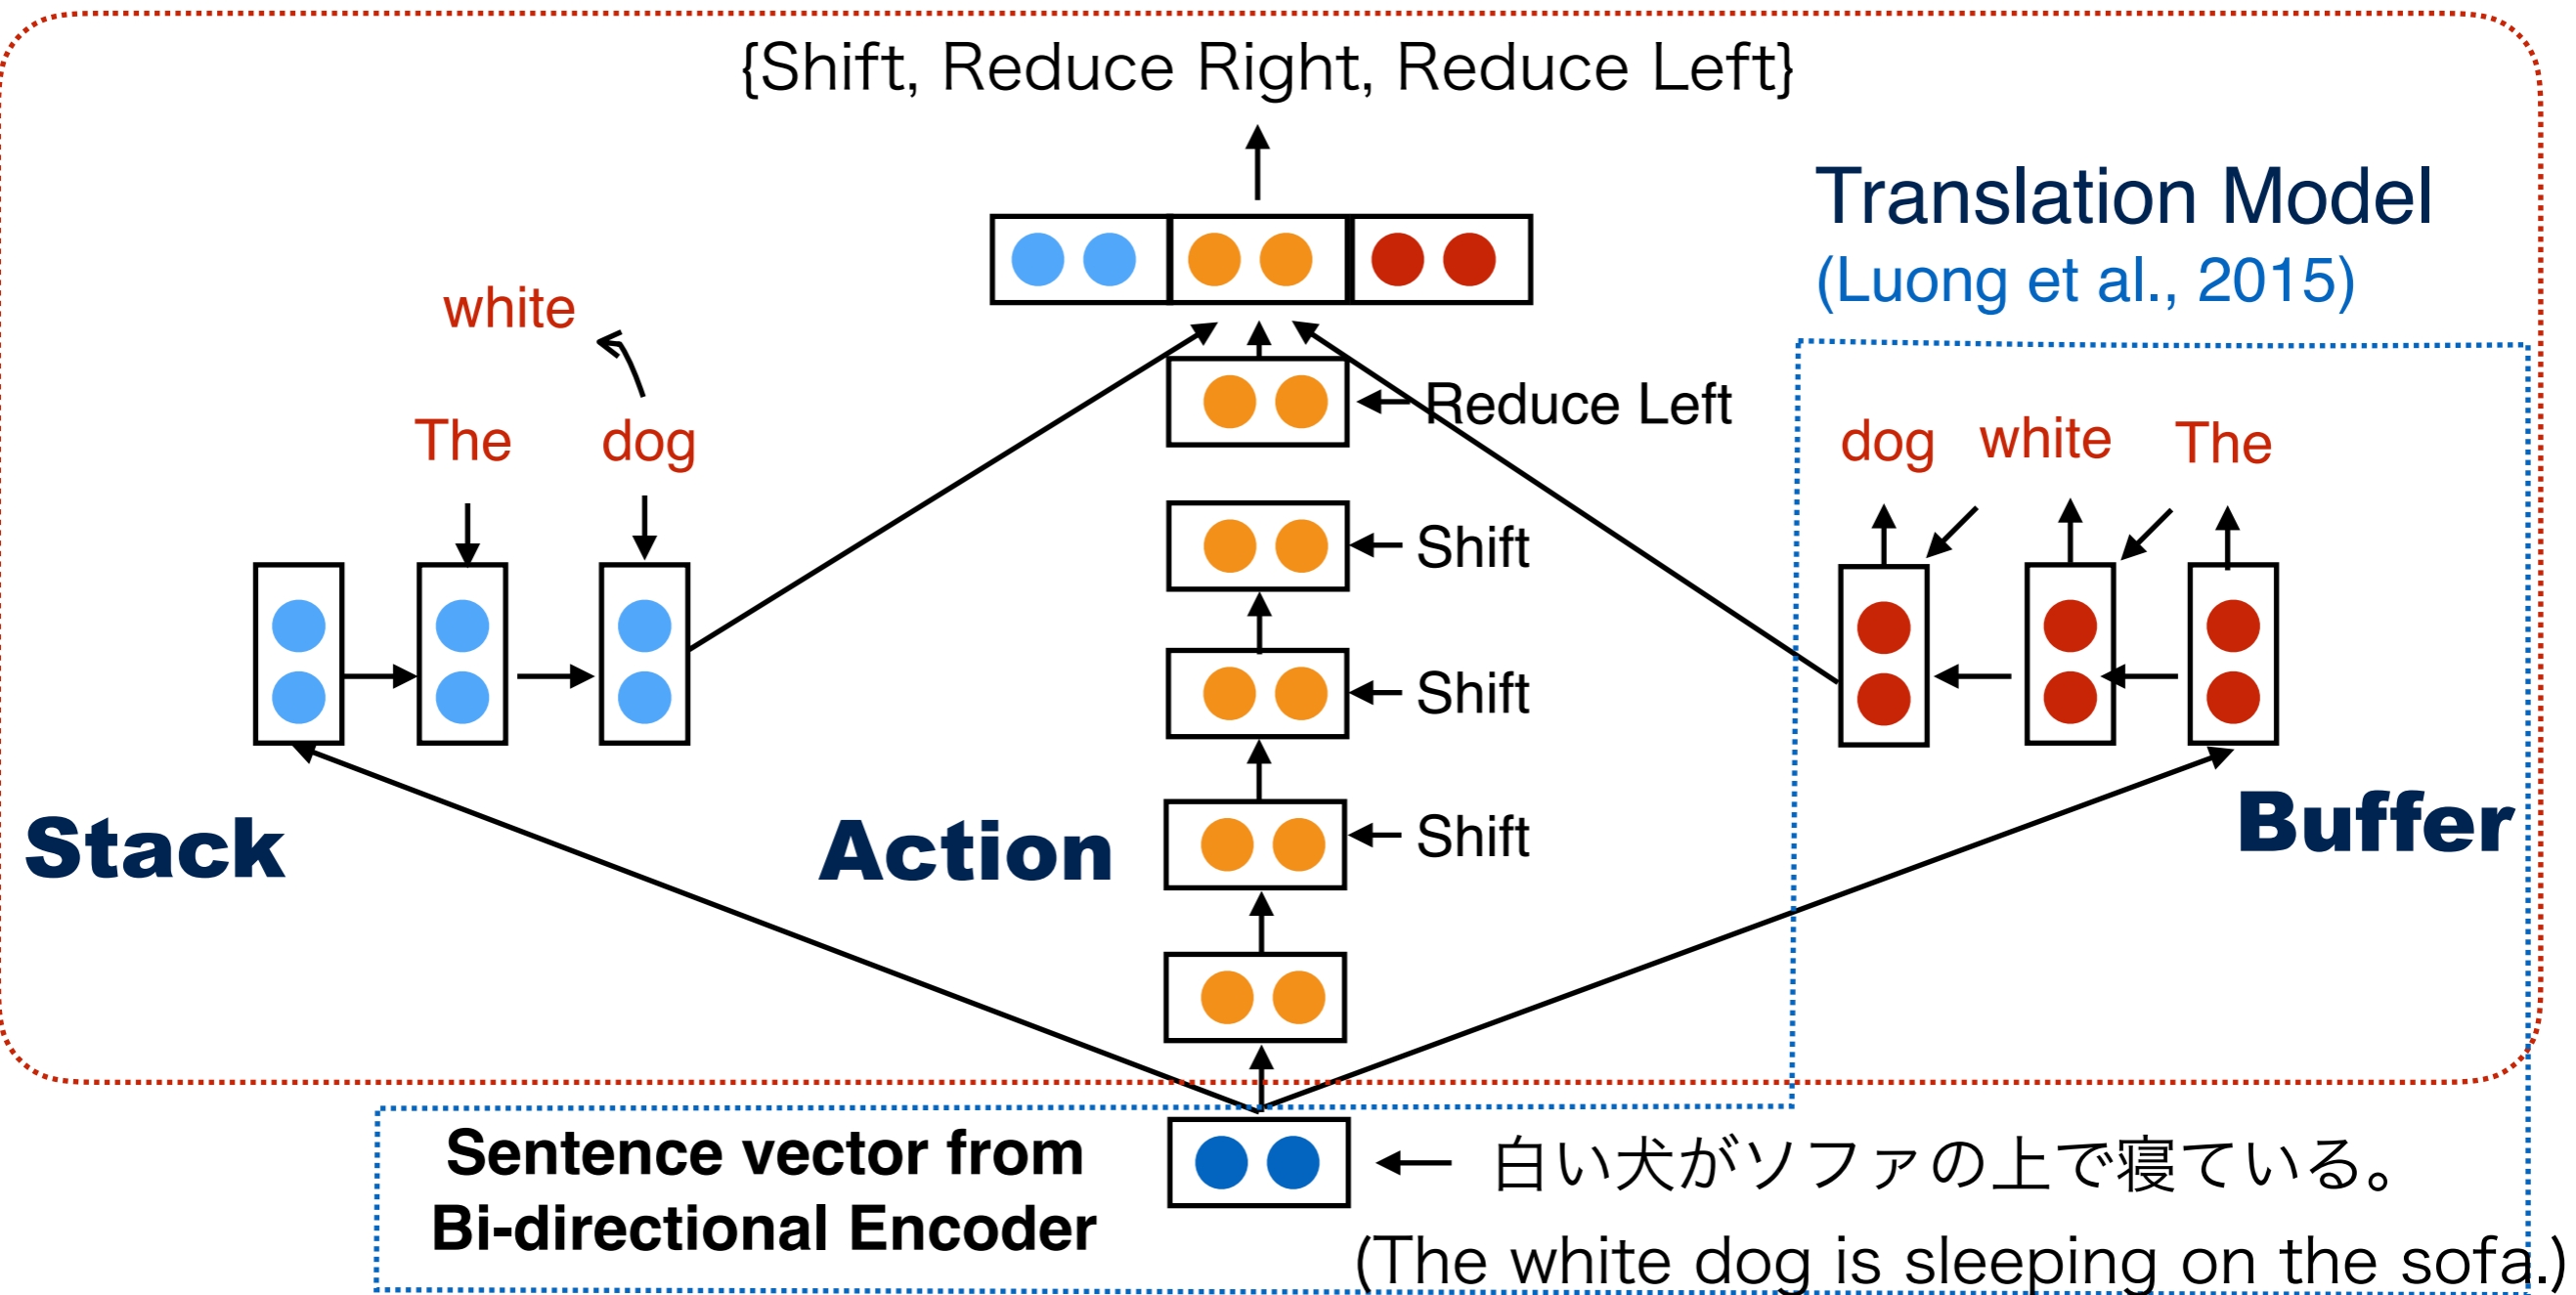 {Shift, Reduce Right, Reduce Left}
Translation Model
(Luong et al., 2015)
white
The dog
Reduce Left
dog white The
Shift
Shift
Shift
Stack
Action
Buffer
Sentence vector from
Bi-directional Encoder
白い犬がソファの上で寝ている。
(The white dog is sleeping on the sofa.)